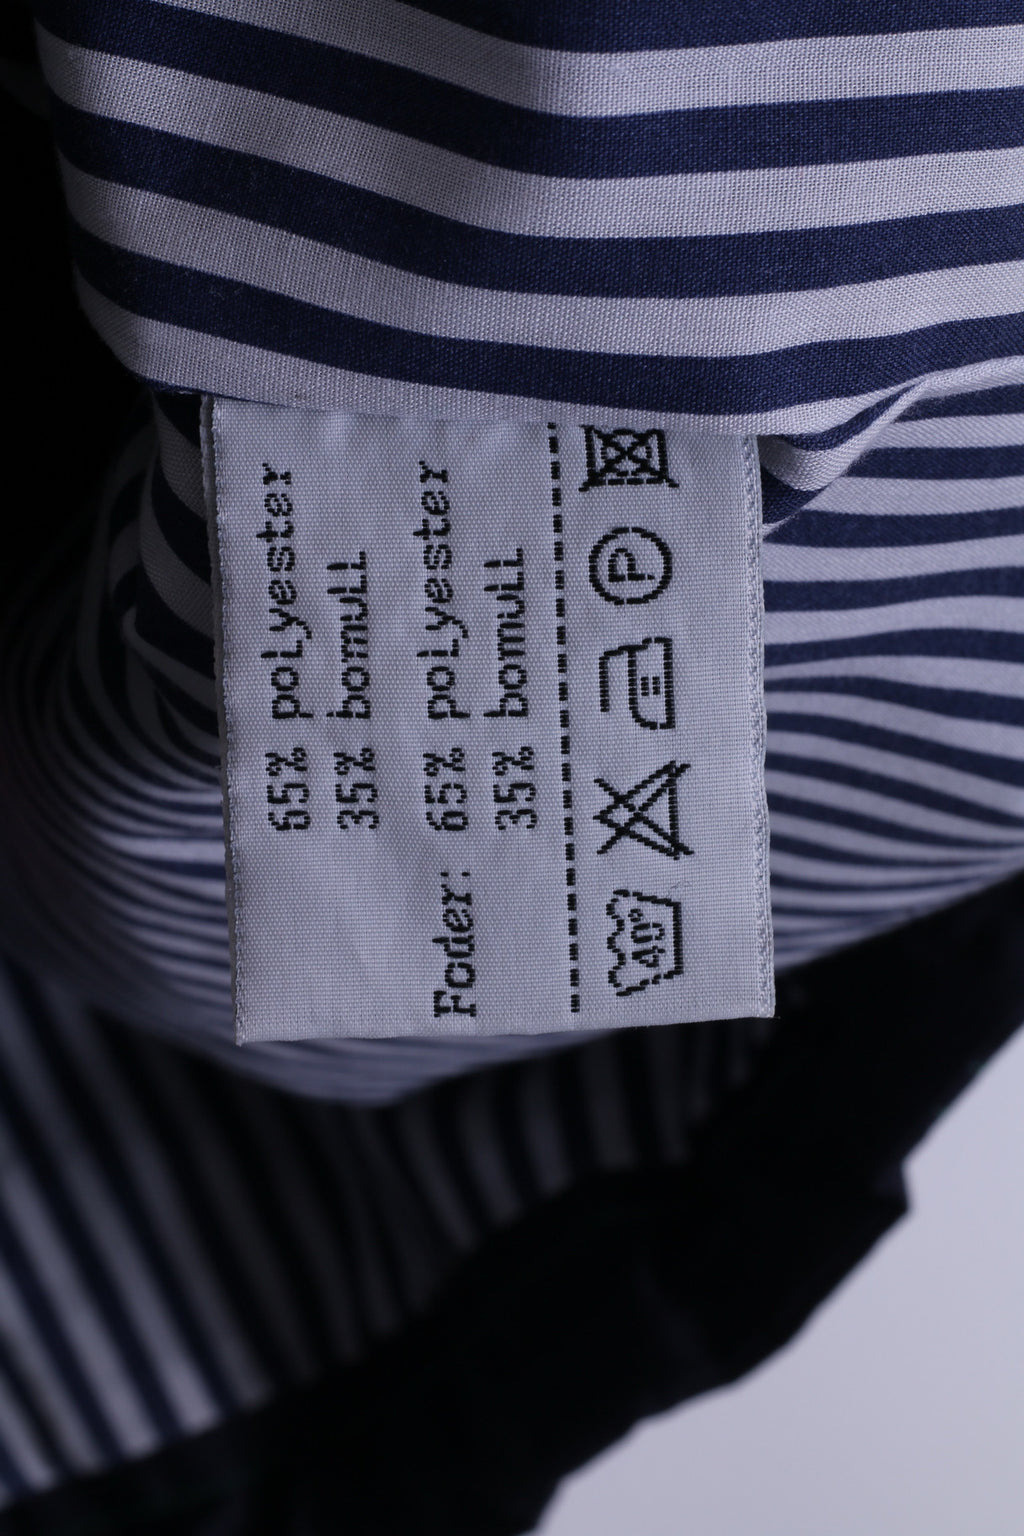 65% polyester
35% bomull
Foder: 65% polyester
35% bomull
40°
P